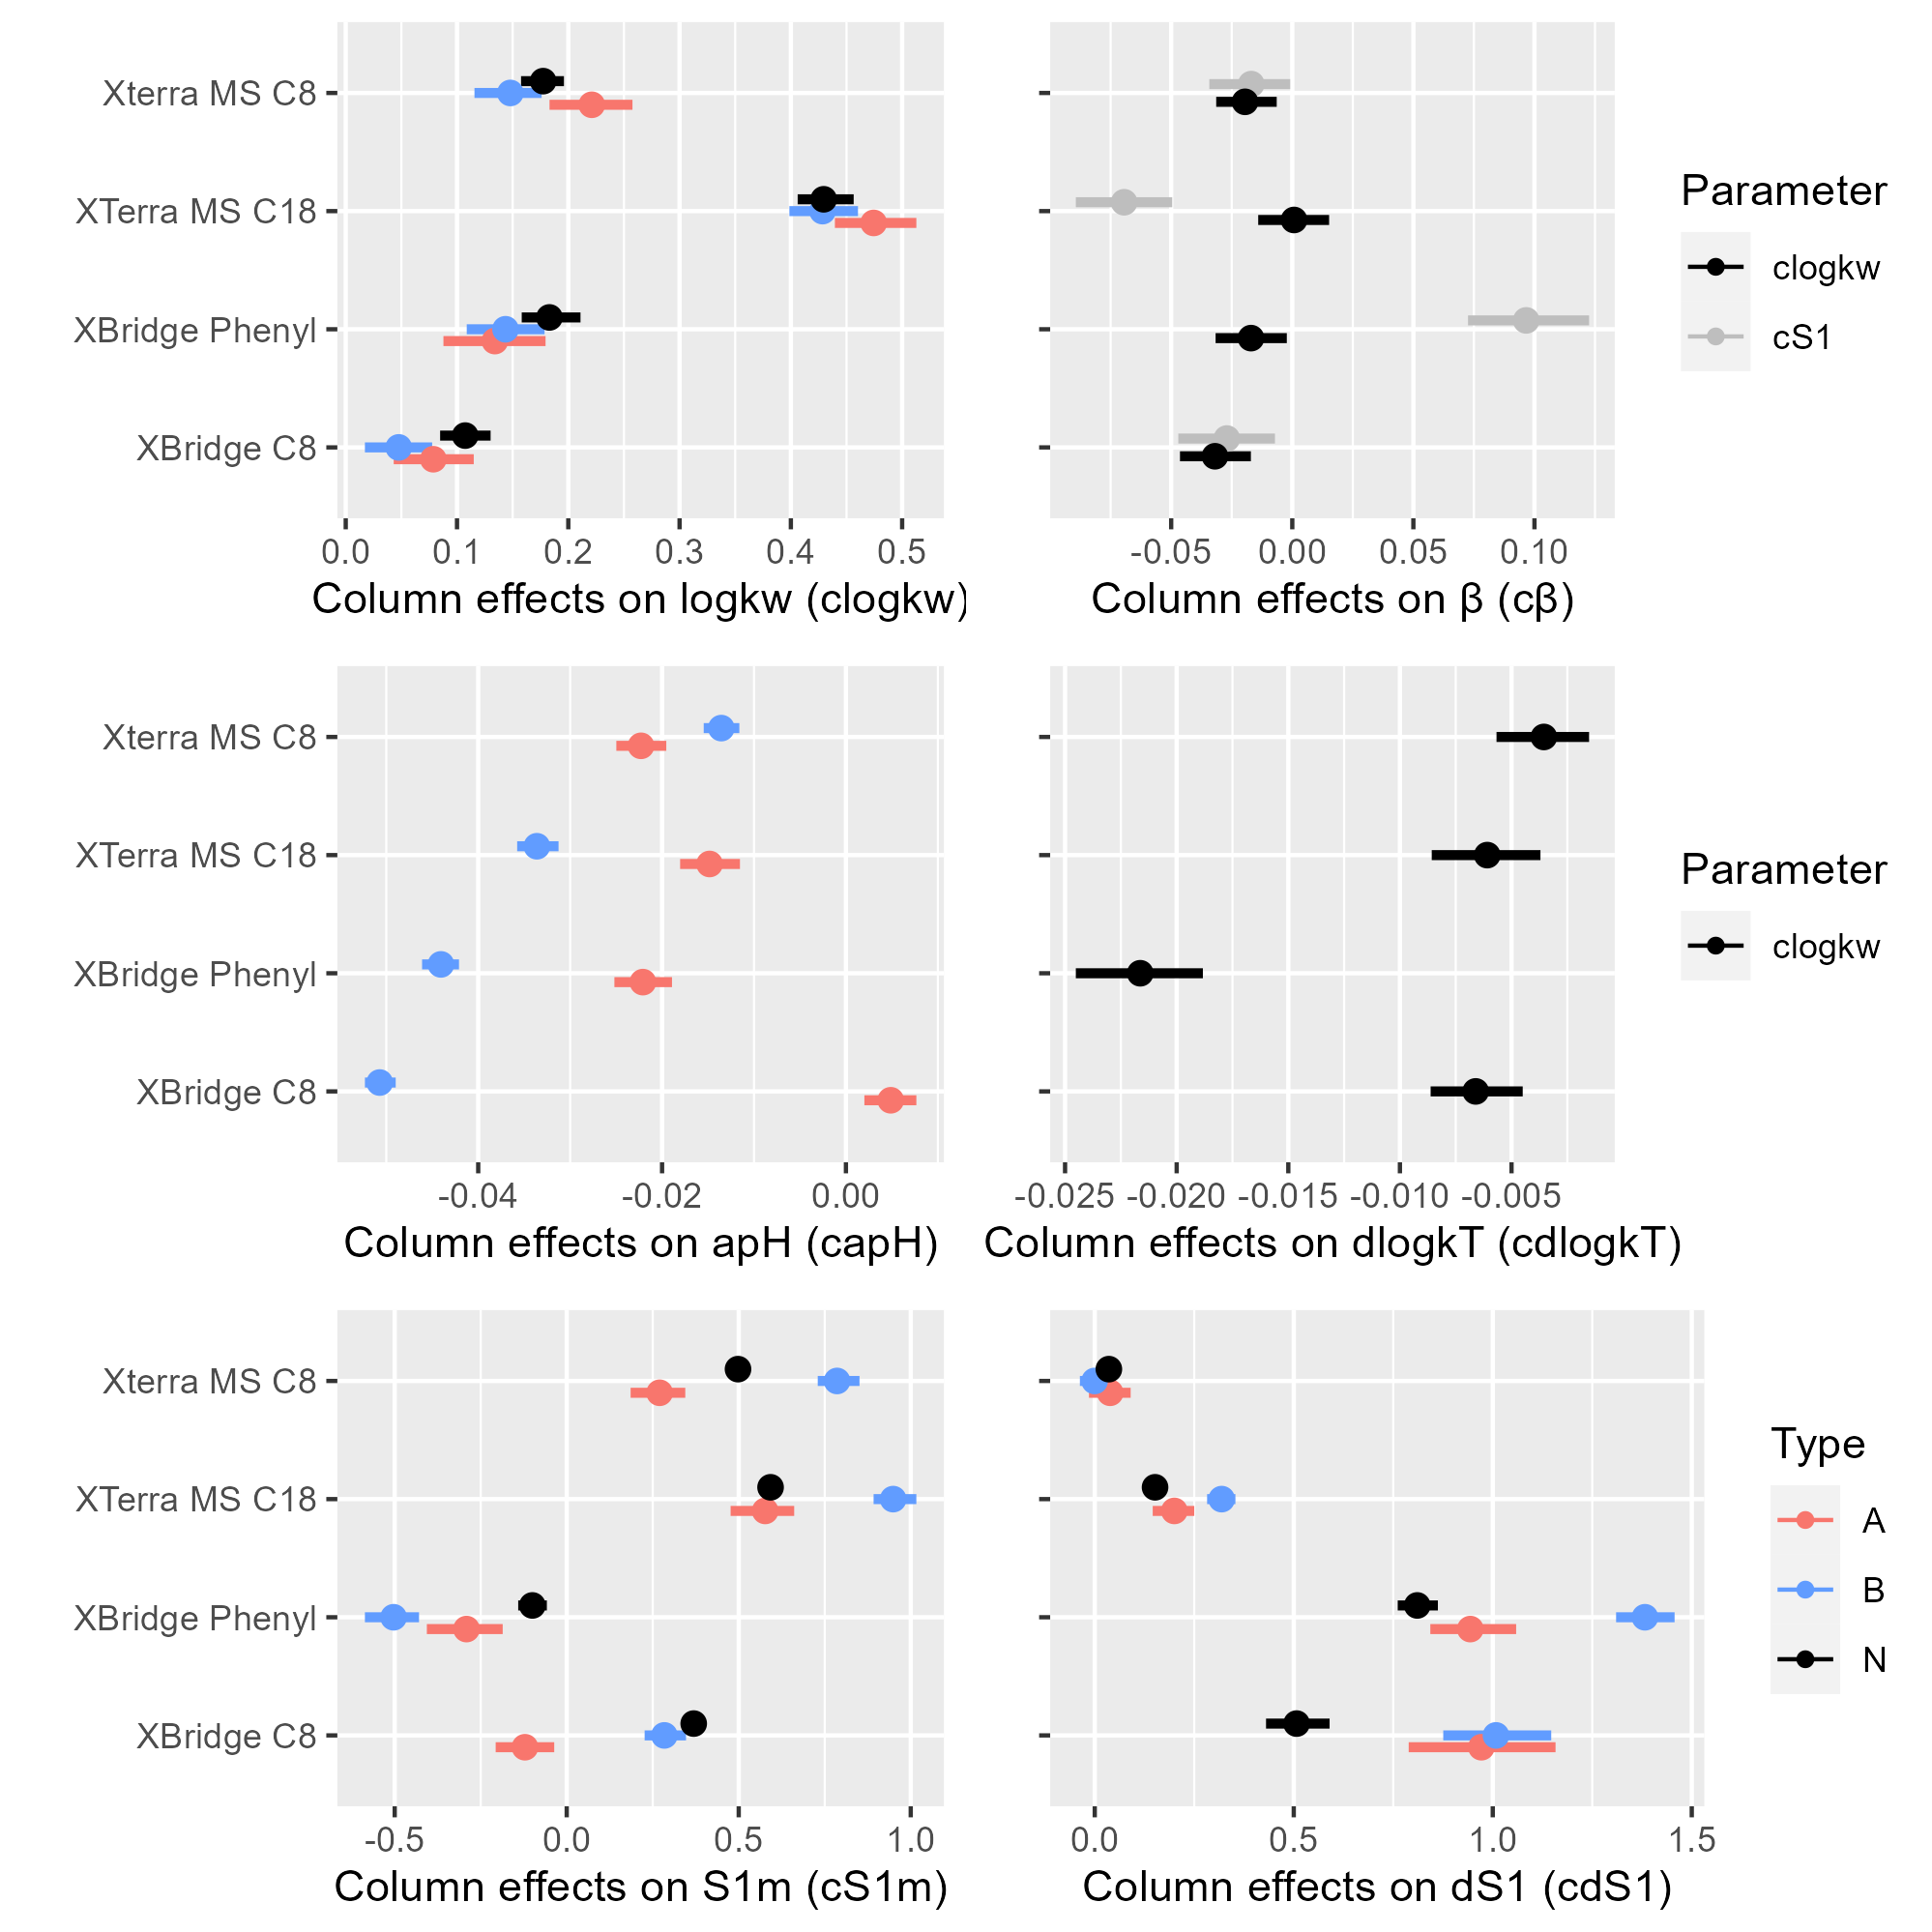 Xterra MS C8
XTerra MS C18
XBridge Phenyl
XBridge C8
0.0 0.1 0.2 0.3 0.4 0.5
Column effects on logkw (clogkw)
-0.05 0.00 0.05 0.10
Column effects on β (cβ)
Parameter
clogkw
cS1
Xterra MS C8
XTerra MS C18
XBridge Phenyl
XBridge C8
-0.04 -0.02 0.00
Column effects on apH (capH)
-0.025 -0.020 -0.015 -0.010 -0.005
Column effects on dlogkT (cdlogkT)
Parameter
clogkw
Xterra MS C8
XTerra MS C18
XBridge Phenyl
XBridge C8
-0.5 0.0 0.5 1.0
Column effects on S1m (cS1m)
0.0 0.5 1.0 1.5
Column effects on dS1 (cdS1)
Type
A
B
N